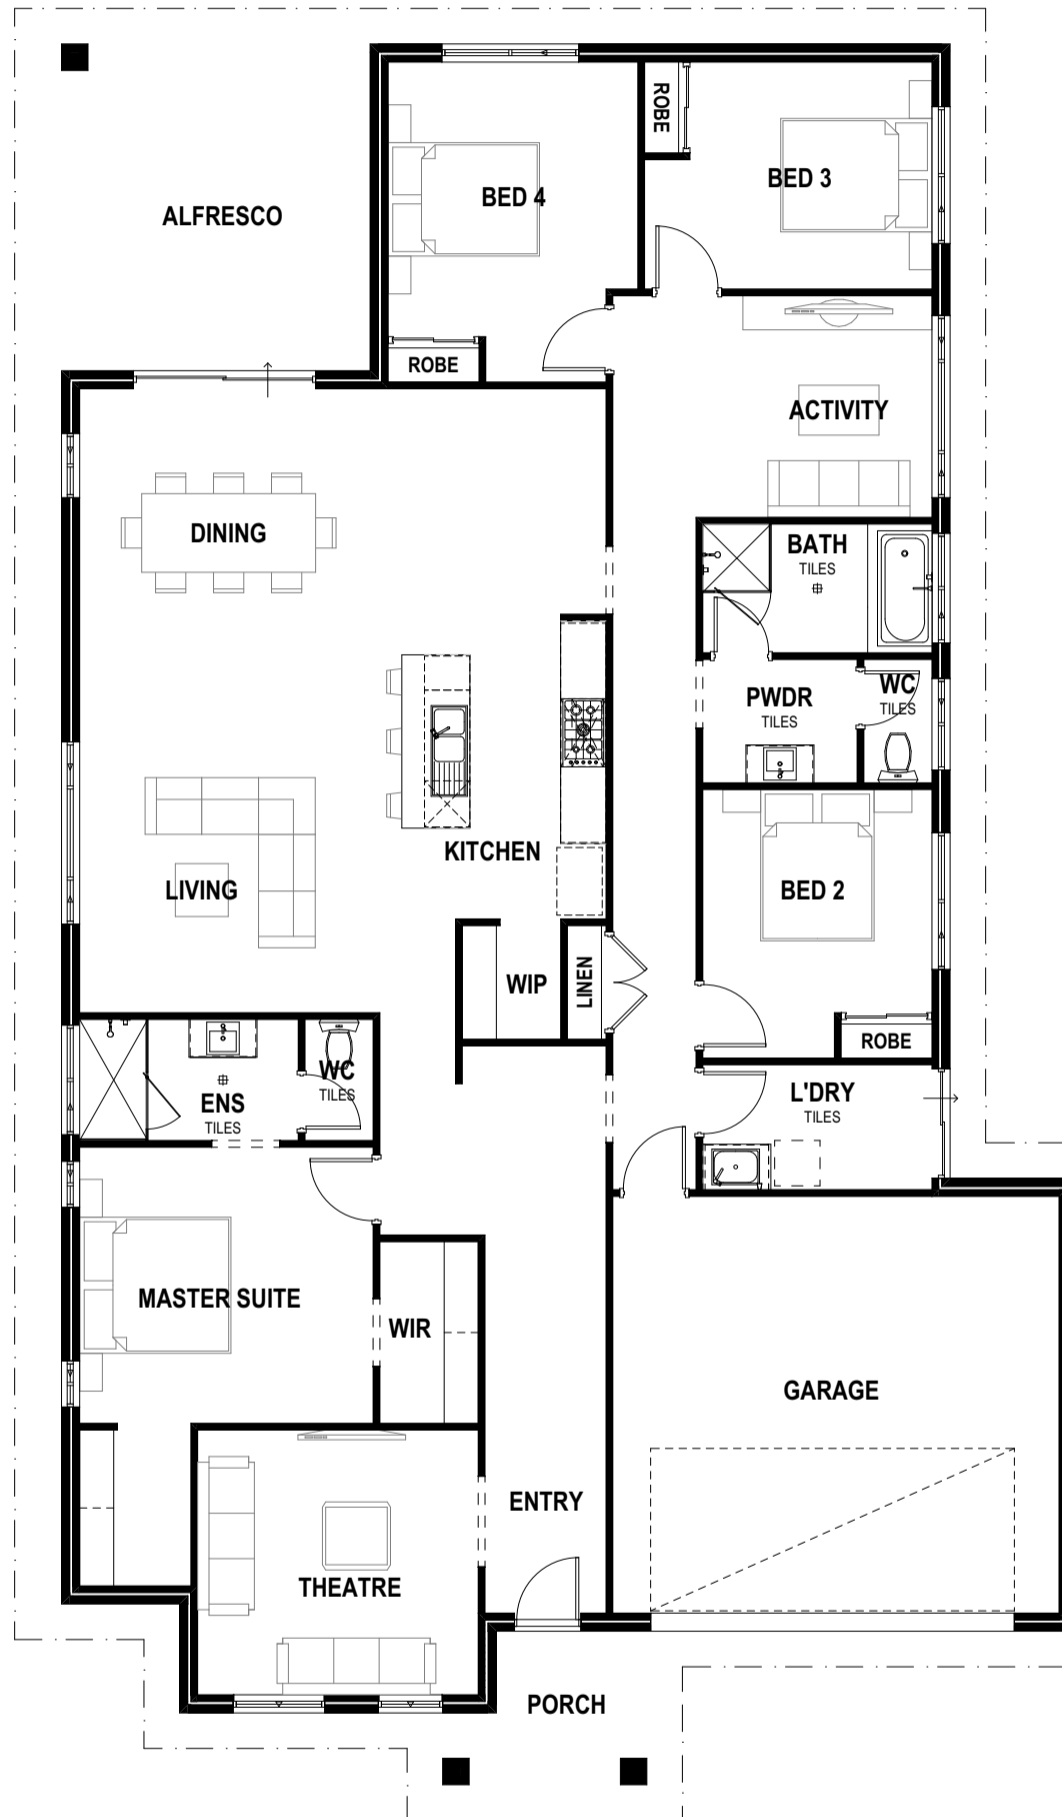 ROBE
BED 3
BED 4
ALFRESCO
ROBE
ACTIVITY
DINING
BATH
TILES
PWDR
TILES
WC
TILES
KITCHEN
LIVING
BED 2
WIP
LINEN
ROBE
WC
TILES
ENS
TILES
L'DRY
TILES
MASTER SUITE
WIR
GARAGE
ENTRY
THEATRE
PORCH